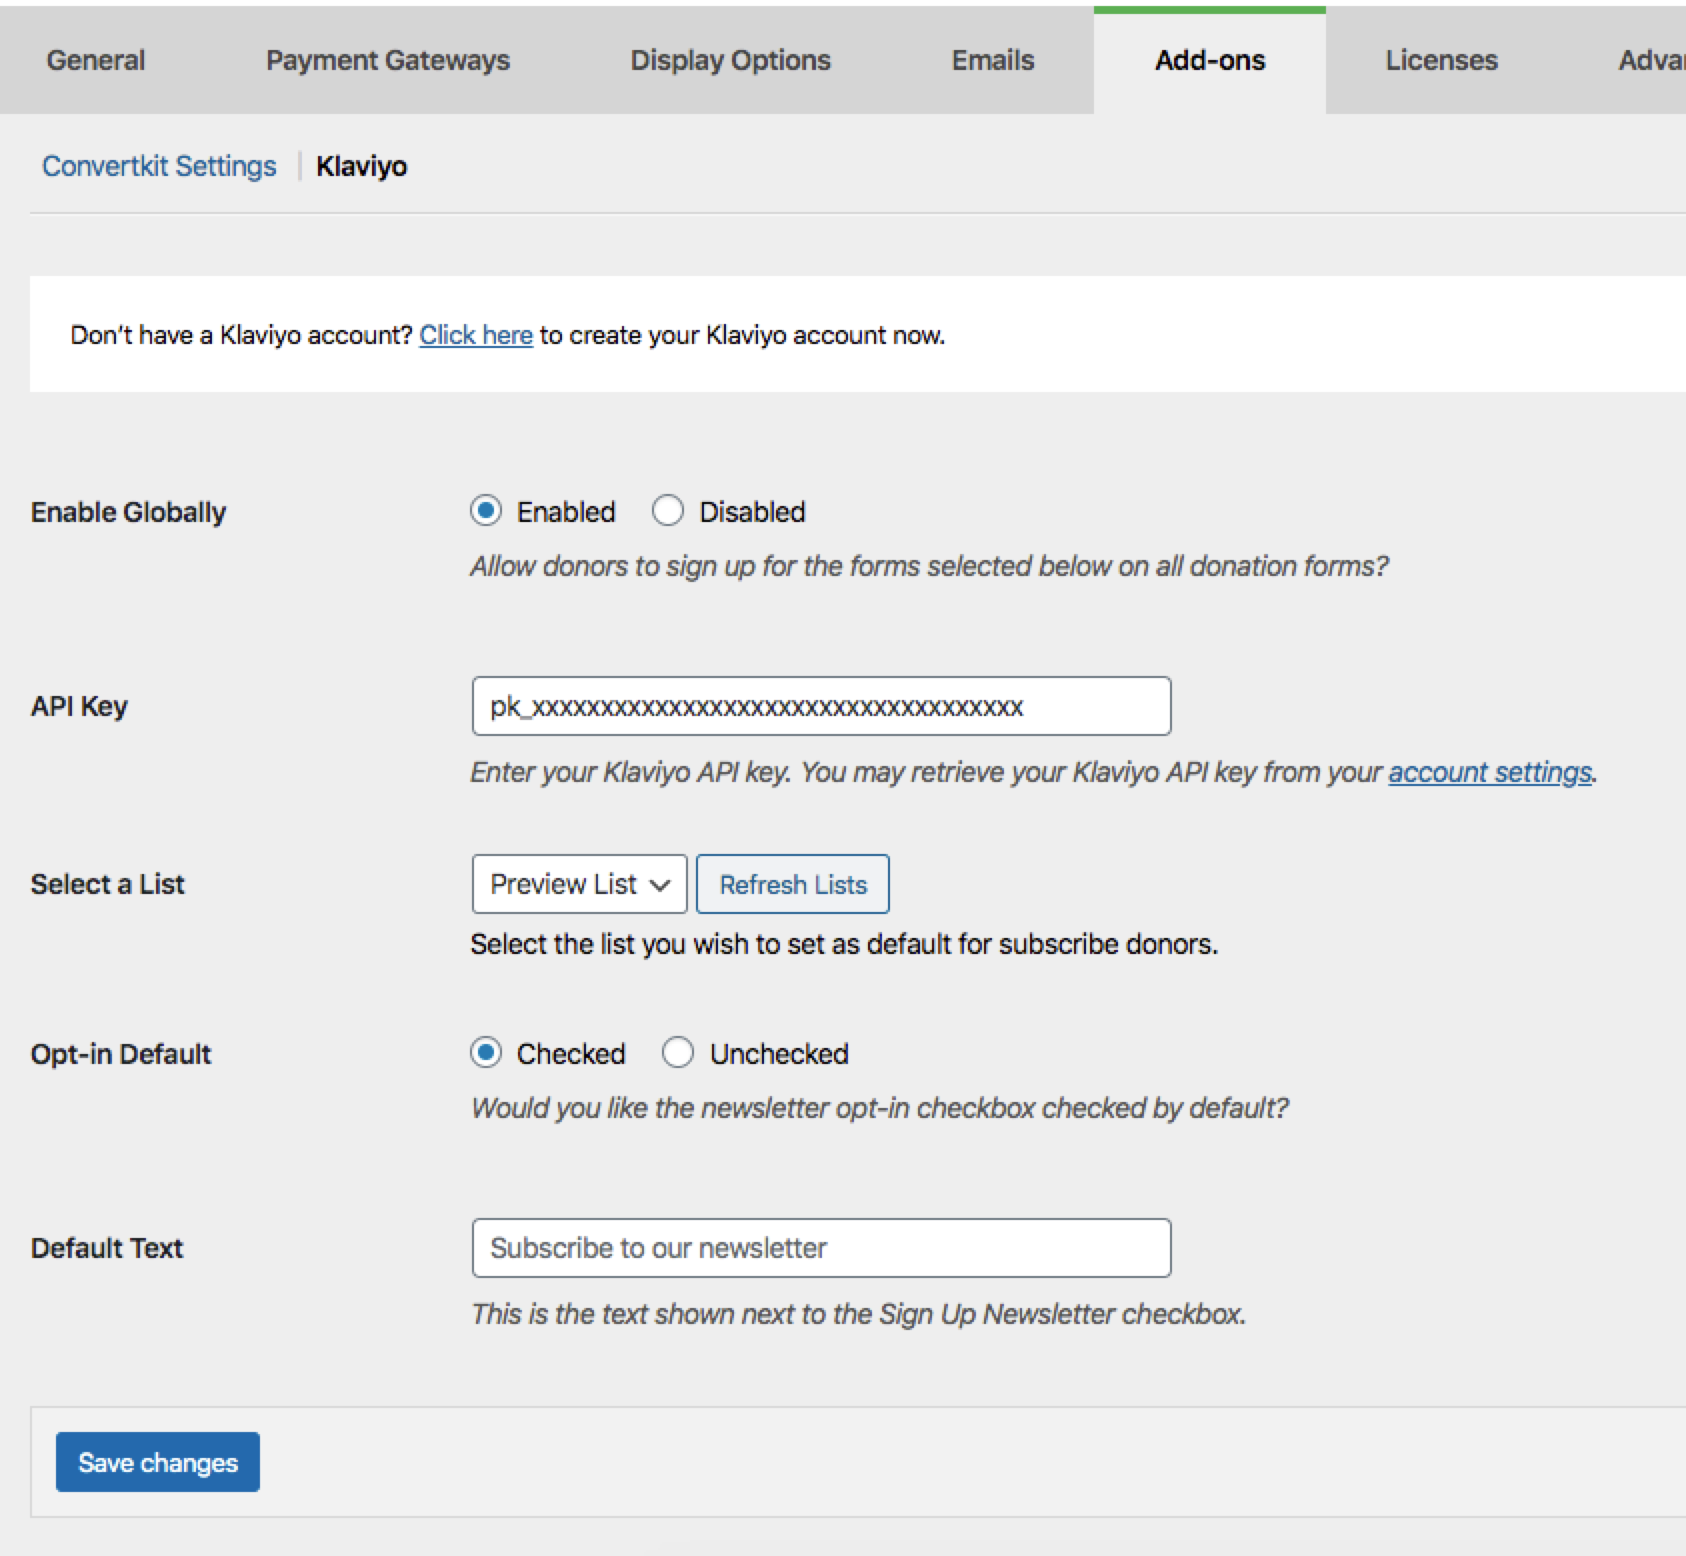 General Payment Gateways Display Options Emails Add-ons Licenses
Convertkit Settings | Klaviyo
Don't have a Klaviyo account? Click here to create your Klaviyo account now.
Enable Globally Enabled Disabled
Allow donors to sign up for the forms selected below on all donation forms?
API Key pk_xxxxxxxxxxxxxxxxxxxxxxxxxxxxxxxxxxxx
Enter your Klaviyo API key. You may retrieve your Klaviyo API key from your account settings.
Select a List Preview List Refresh Lists
Select the list you wish to set as default for subscribe donors.
Opt-in Default Checked Unchecked
Would you like the newsletter opt-in checkbox checked by default?
Default Text Subscribe to our newsletter
This is the text shown next to the Sign Up Newsletter checkbox.
Save changes